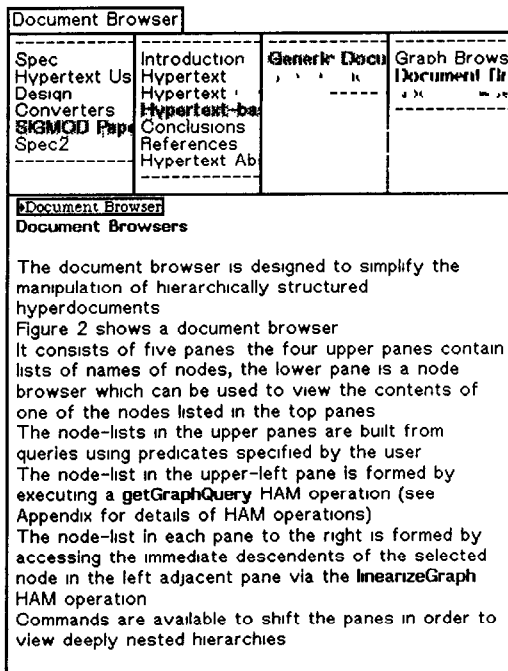 Document Browser
Spec
Hypertext Us
Design
Converters
SIGMOD Pape
Spec2
Introduction
Hypertext
Hypertext
Hypertext-ba
Conclusions
References
Hypertext Ab
Generic Docu
Graph Brows
Document Br
Document Browser
Document Browsers
The document browser is designed to simplify the
manipulation of hierarchically structured
hyperdocuments
Figure 2 shows a document browser
It consists of five panes the four upper panes contain
lists of names of nodes, the lower pane is a node
browser which can be used to view the contents of
one of the nodes listed in the top panes
The node-lists in the upper panes are built from
queries using predicates specified by the user
The node-list in the upper-left pane is formed by
executing a getGraphQuery HAM operation (see
Appendix for details of HAM operations)
The node-list in each pane to the right is formed by
accessing the immediate descendents of the selected
node in the left adjacent pane via the linearizeGraph
HAM operation
Commands are available to shift the panes in order to
view deeply nested hierarchies